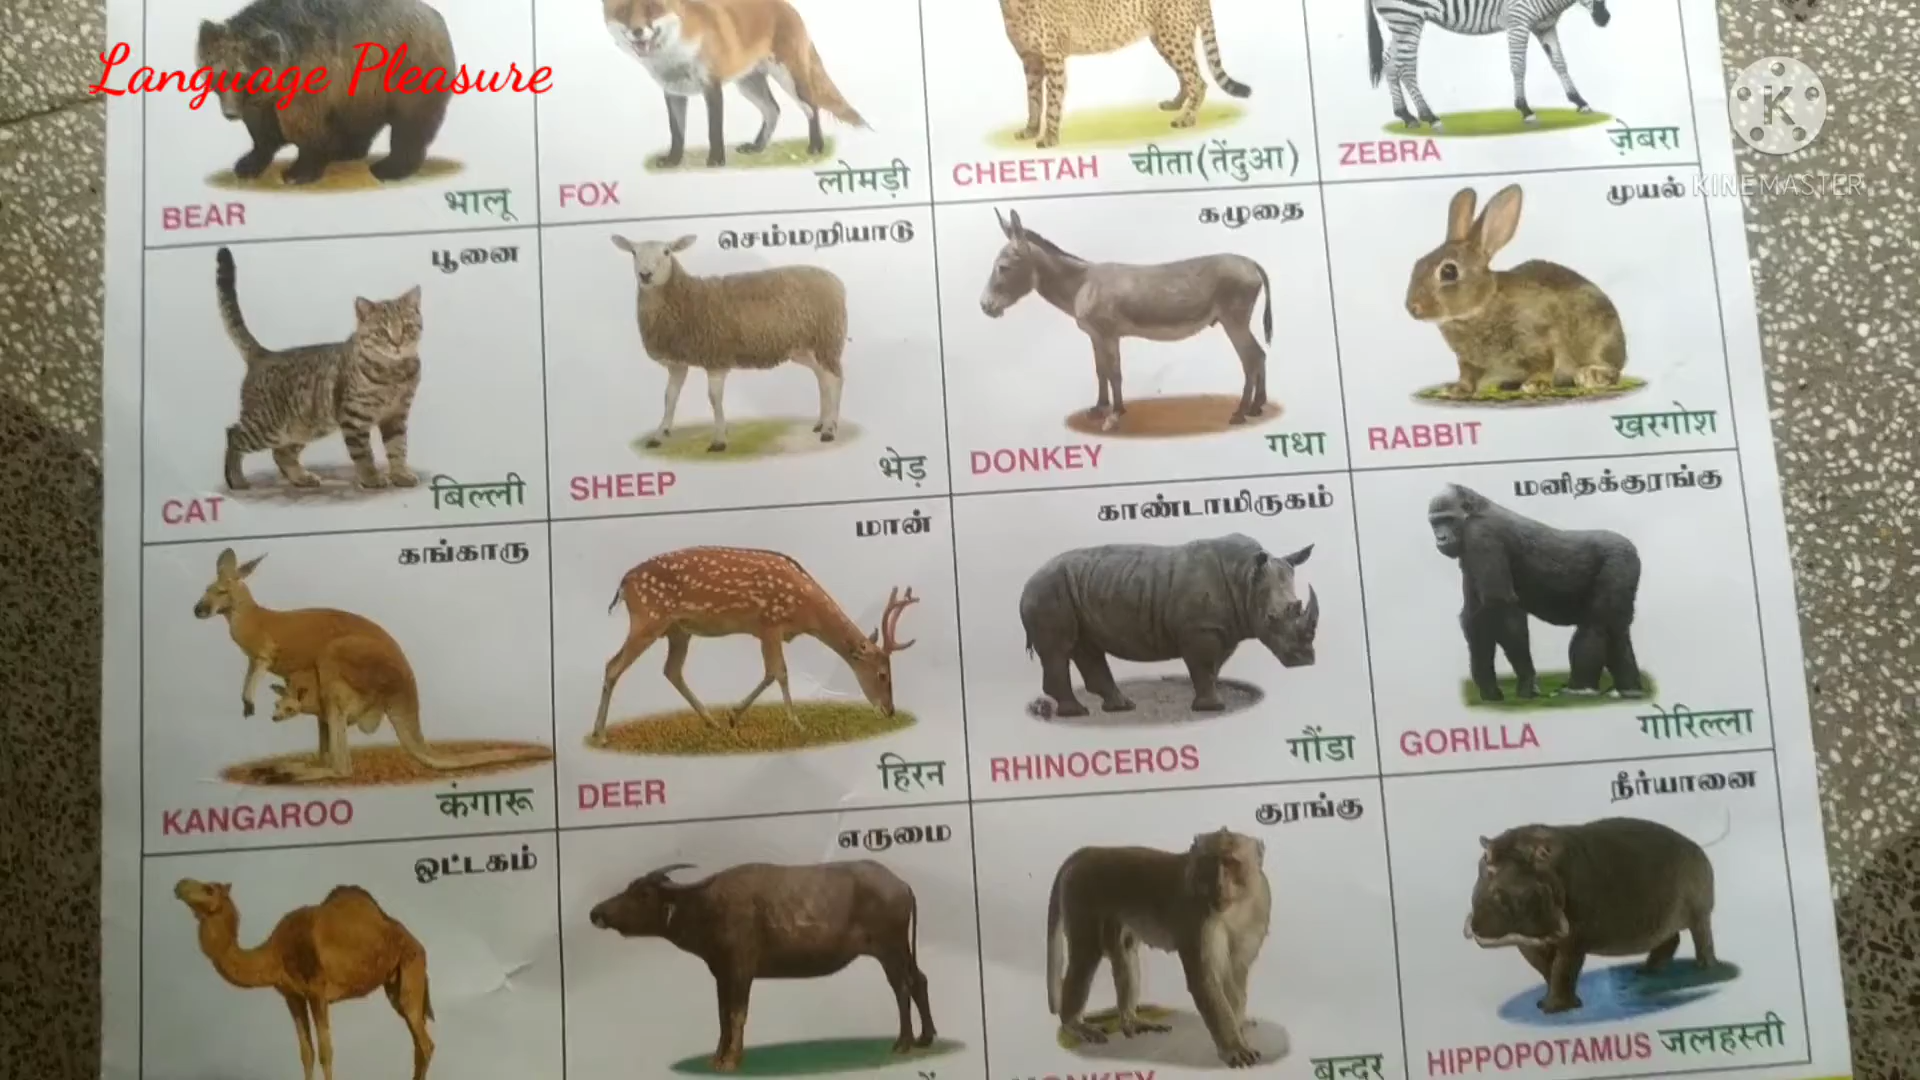 Language Pleasure
K
KINEMASTER
BEAR भालू
FOX लोमड़ी
CHEETAH चीता(तेंदुआ)
ZEBRA ज़ेबरा
பூனை
CAT बिल्ली
செம்மறியாடு
SHEEP भेड़
கழுதை
DONKEY गधा
முயல்
RABBIT खरगोश
கங்காரு
KANGAROO कंगारू
மான்
DEER हिरन
காண்டாமிருகம்
RHINOCEROS गौंडा
மனிதக்குரங்கு
GORILLA गोरिल्ला
ஒட்டகம்
எருமை
குரங்கு
MONKEY बन्दर
நீர்யானை
HIPPOPOTAMUS जलहस्ती